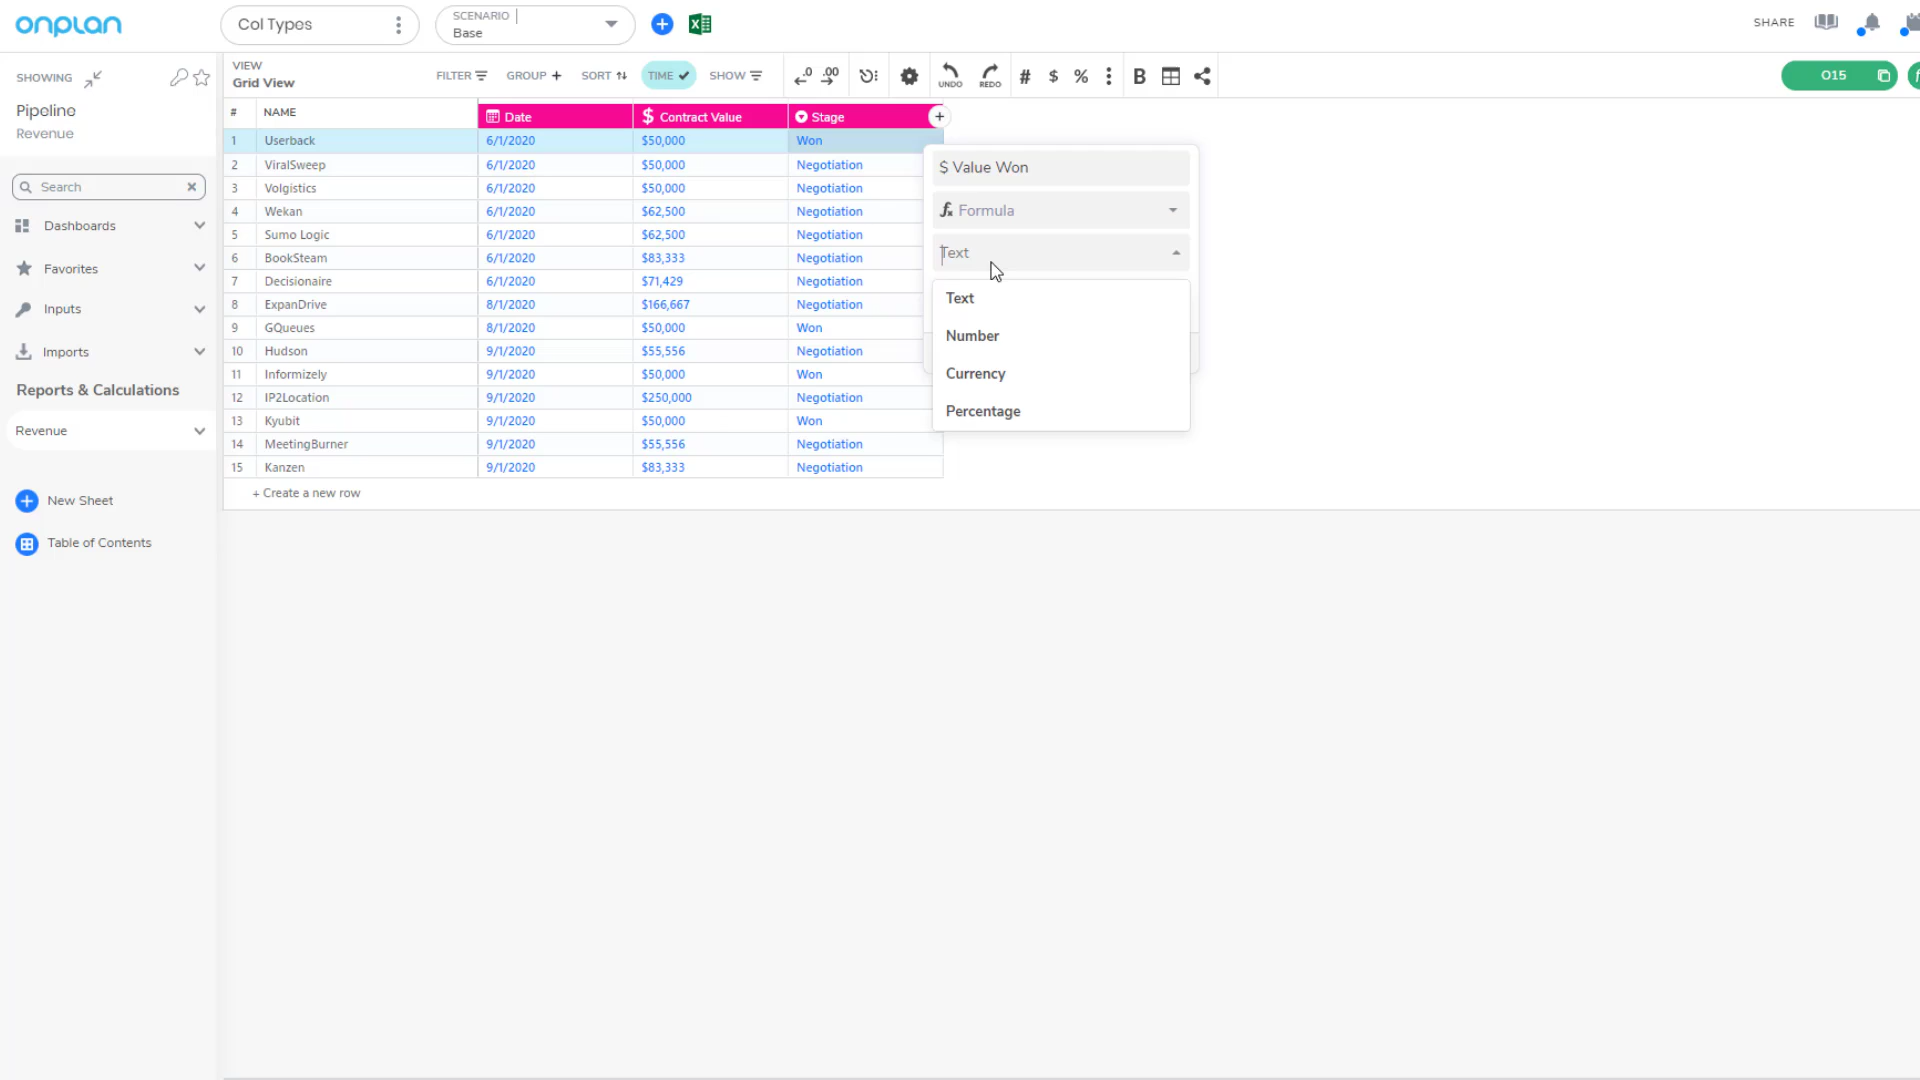 onplan
Col Types
SCENARIO
Base
SHARE
SHOWING
Pipeline
Revenue
Search
Dashboards
Favorites
Inputs
Imports
Reports & Calculations
Revenue
New Sheet
Table of Contents
VIEW
Grid View
FILTER
GROUP +
SORT
TIME
SHOW
.0
.00
UNDO
REDO
# $ % B
O15
# NAME Date $ Contract Value Stage +
1 Userback 6/1/2020 $50,000 Won
2 ViralSweep 6/1/2020 $50,000 Negotiation
3 Volgistics 6/1/2020 $50,000 Negotiation
4 Wekan 6/1/2020 $62,500 Negotiation
5 Sumo Logic 6/1/2020 $62,500 Negotiation
6 BookSteam 6/1/2020 $83,333 Negotiation
7 Decisionaire 6/1/2020 $71,429 Negotiation
8 ExpanDrive 8/1/2020 $166,667 Negotiation
9 GQueues 8/1/2020 $50,000 Won
10 Hudson 9/1/2020 $55,556 Negotiation
11 Informizely 9/1/2020 $50,000 Won
12 IP2Location 9/1/2020 $250,000 Negotiation
13 Kyubit 9/1/2020 $50,000 Won
14 MeetingBurner 9/1/2020 $55,556 Negotiation
15 Kanzen 9/1/2020 $83,333 Negotiation
+ Create a new row
$ Value Won
fx Formula
Text
Text
Number
Currency
Percentage